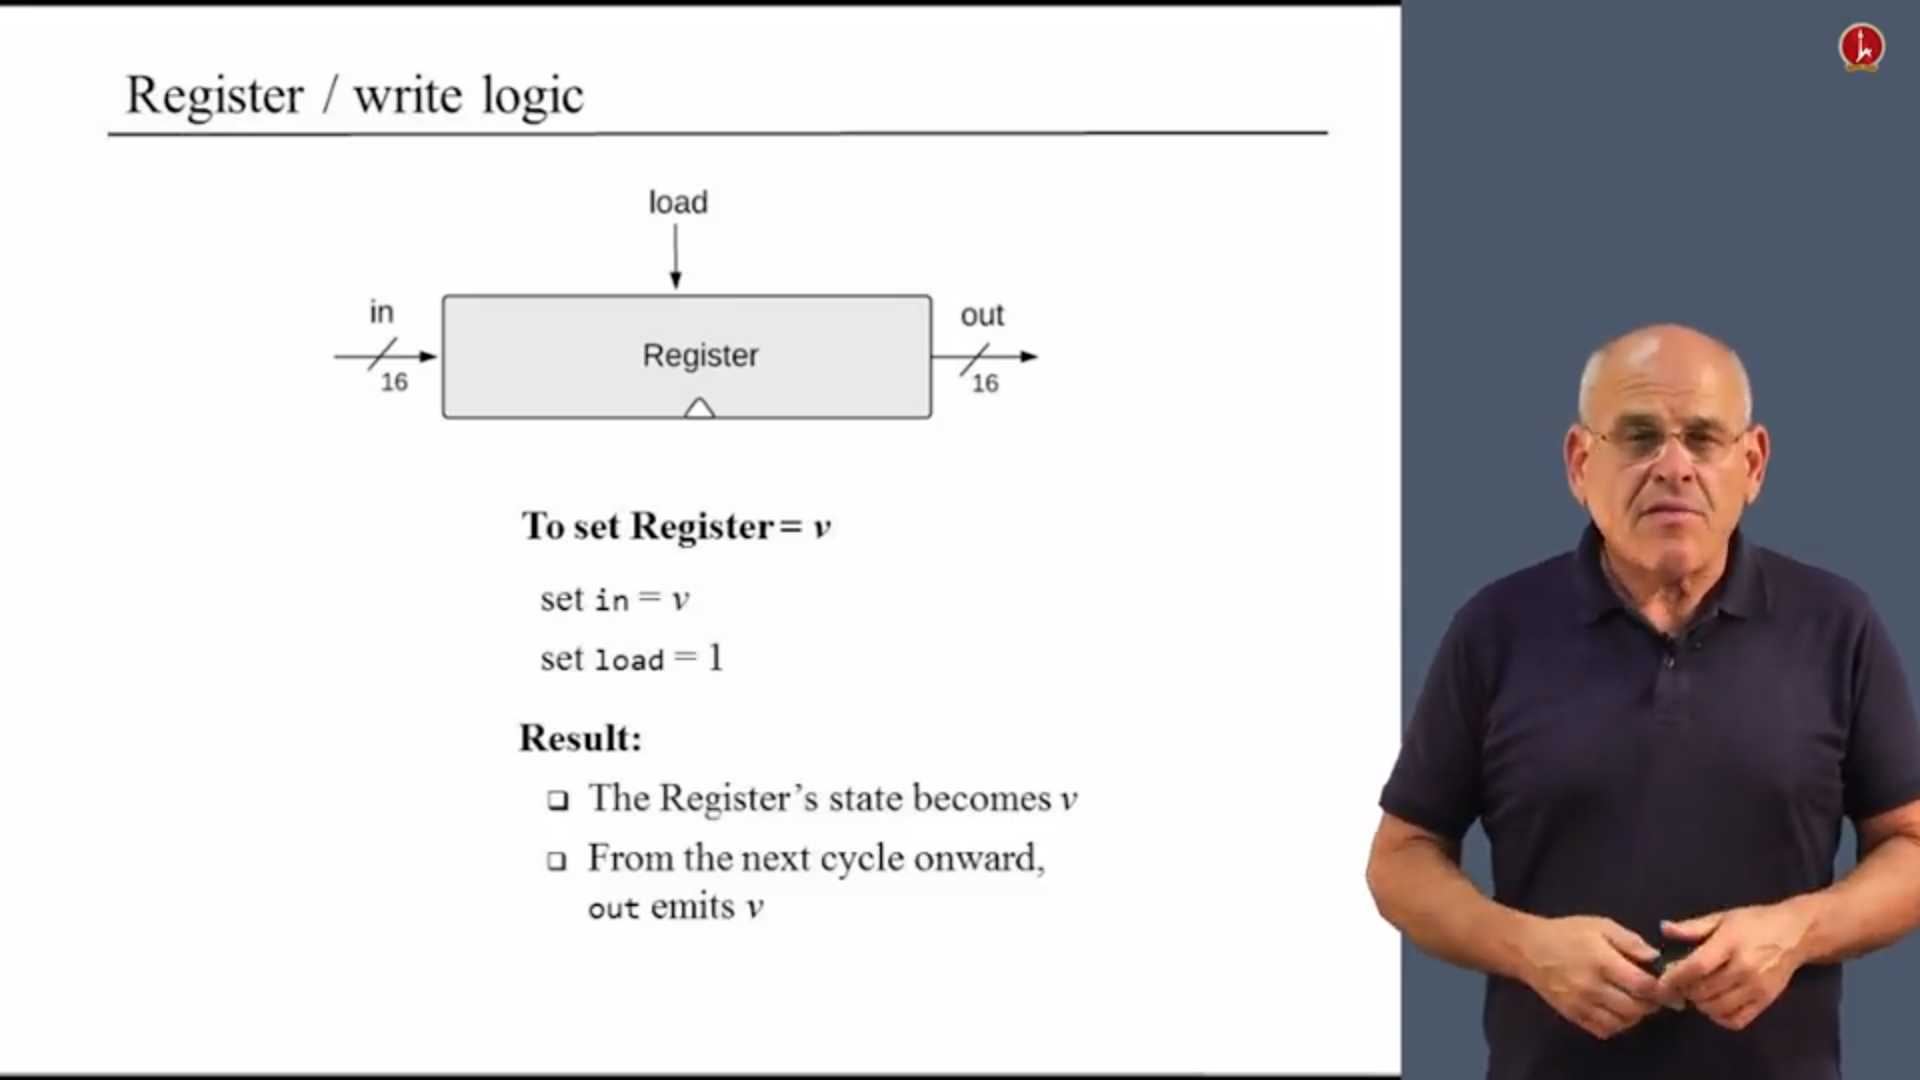 Register / write logic
load
in
out
Register
16
16
To set Register = v
set in = v
set load = 1
Result:
❑ The Register’s state becomes v
❑ From the next cycle onward,
out emits v